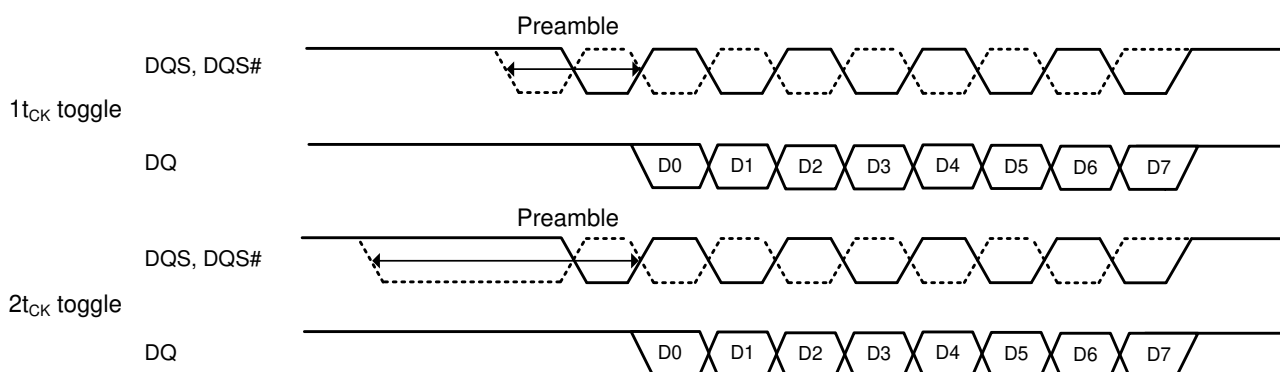 Preamble
DQS, DQS#
1tCK toggle
DQ
D0 D1 D2 D3 D4 D5 D6 D7
Preamble
DQS, DQS#
2tCK toggle
DQ
D0 D1 D2 D3 D4 D5 D6 D7